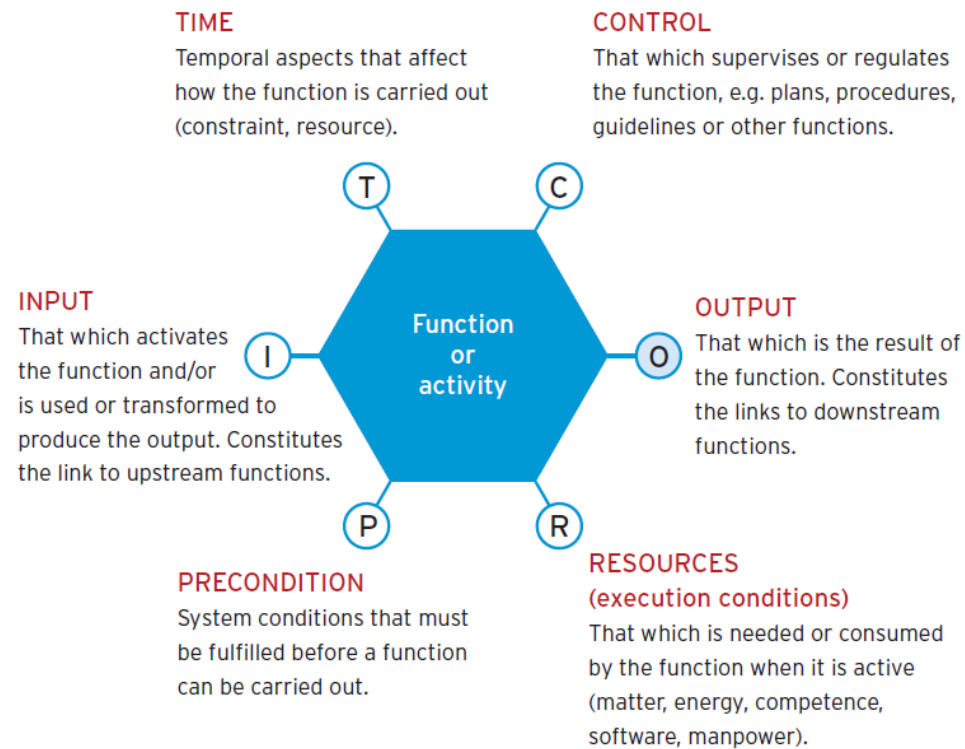 TIME
Temporal aspects that affect
how the function is carried out
(constraint, resource).
CONTROL
That which supervises or regulates
the function, e.g. plans, procedures,
guidelines or other functions.
T
C
INPUT
That which activates
the function and/or
is used or transformed to
produce the output. Constitutes
the link to upstream functions.
I
Function
or
activity
O
OUTPUT
That which is the result of
the function. Constitutes
the links to downstream
functions.
P
R
PRECONDITION
System conditions that must
be fulfilled before a function
can be carried out.
RESOURCES
(execution conditions)
That which is needed or consumed
by the function when it is active
(matter, energy, competence,
software, manpower).